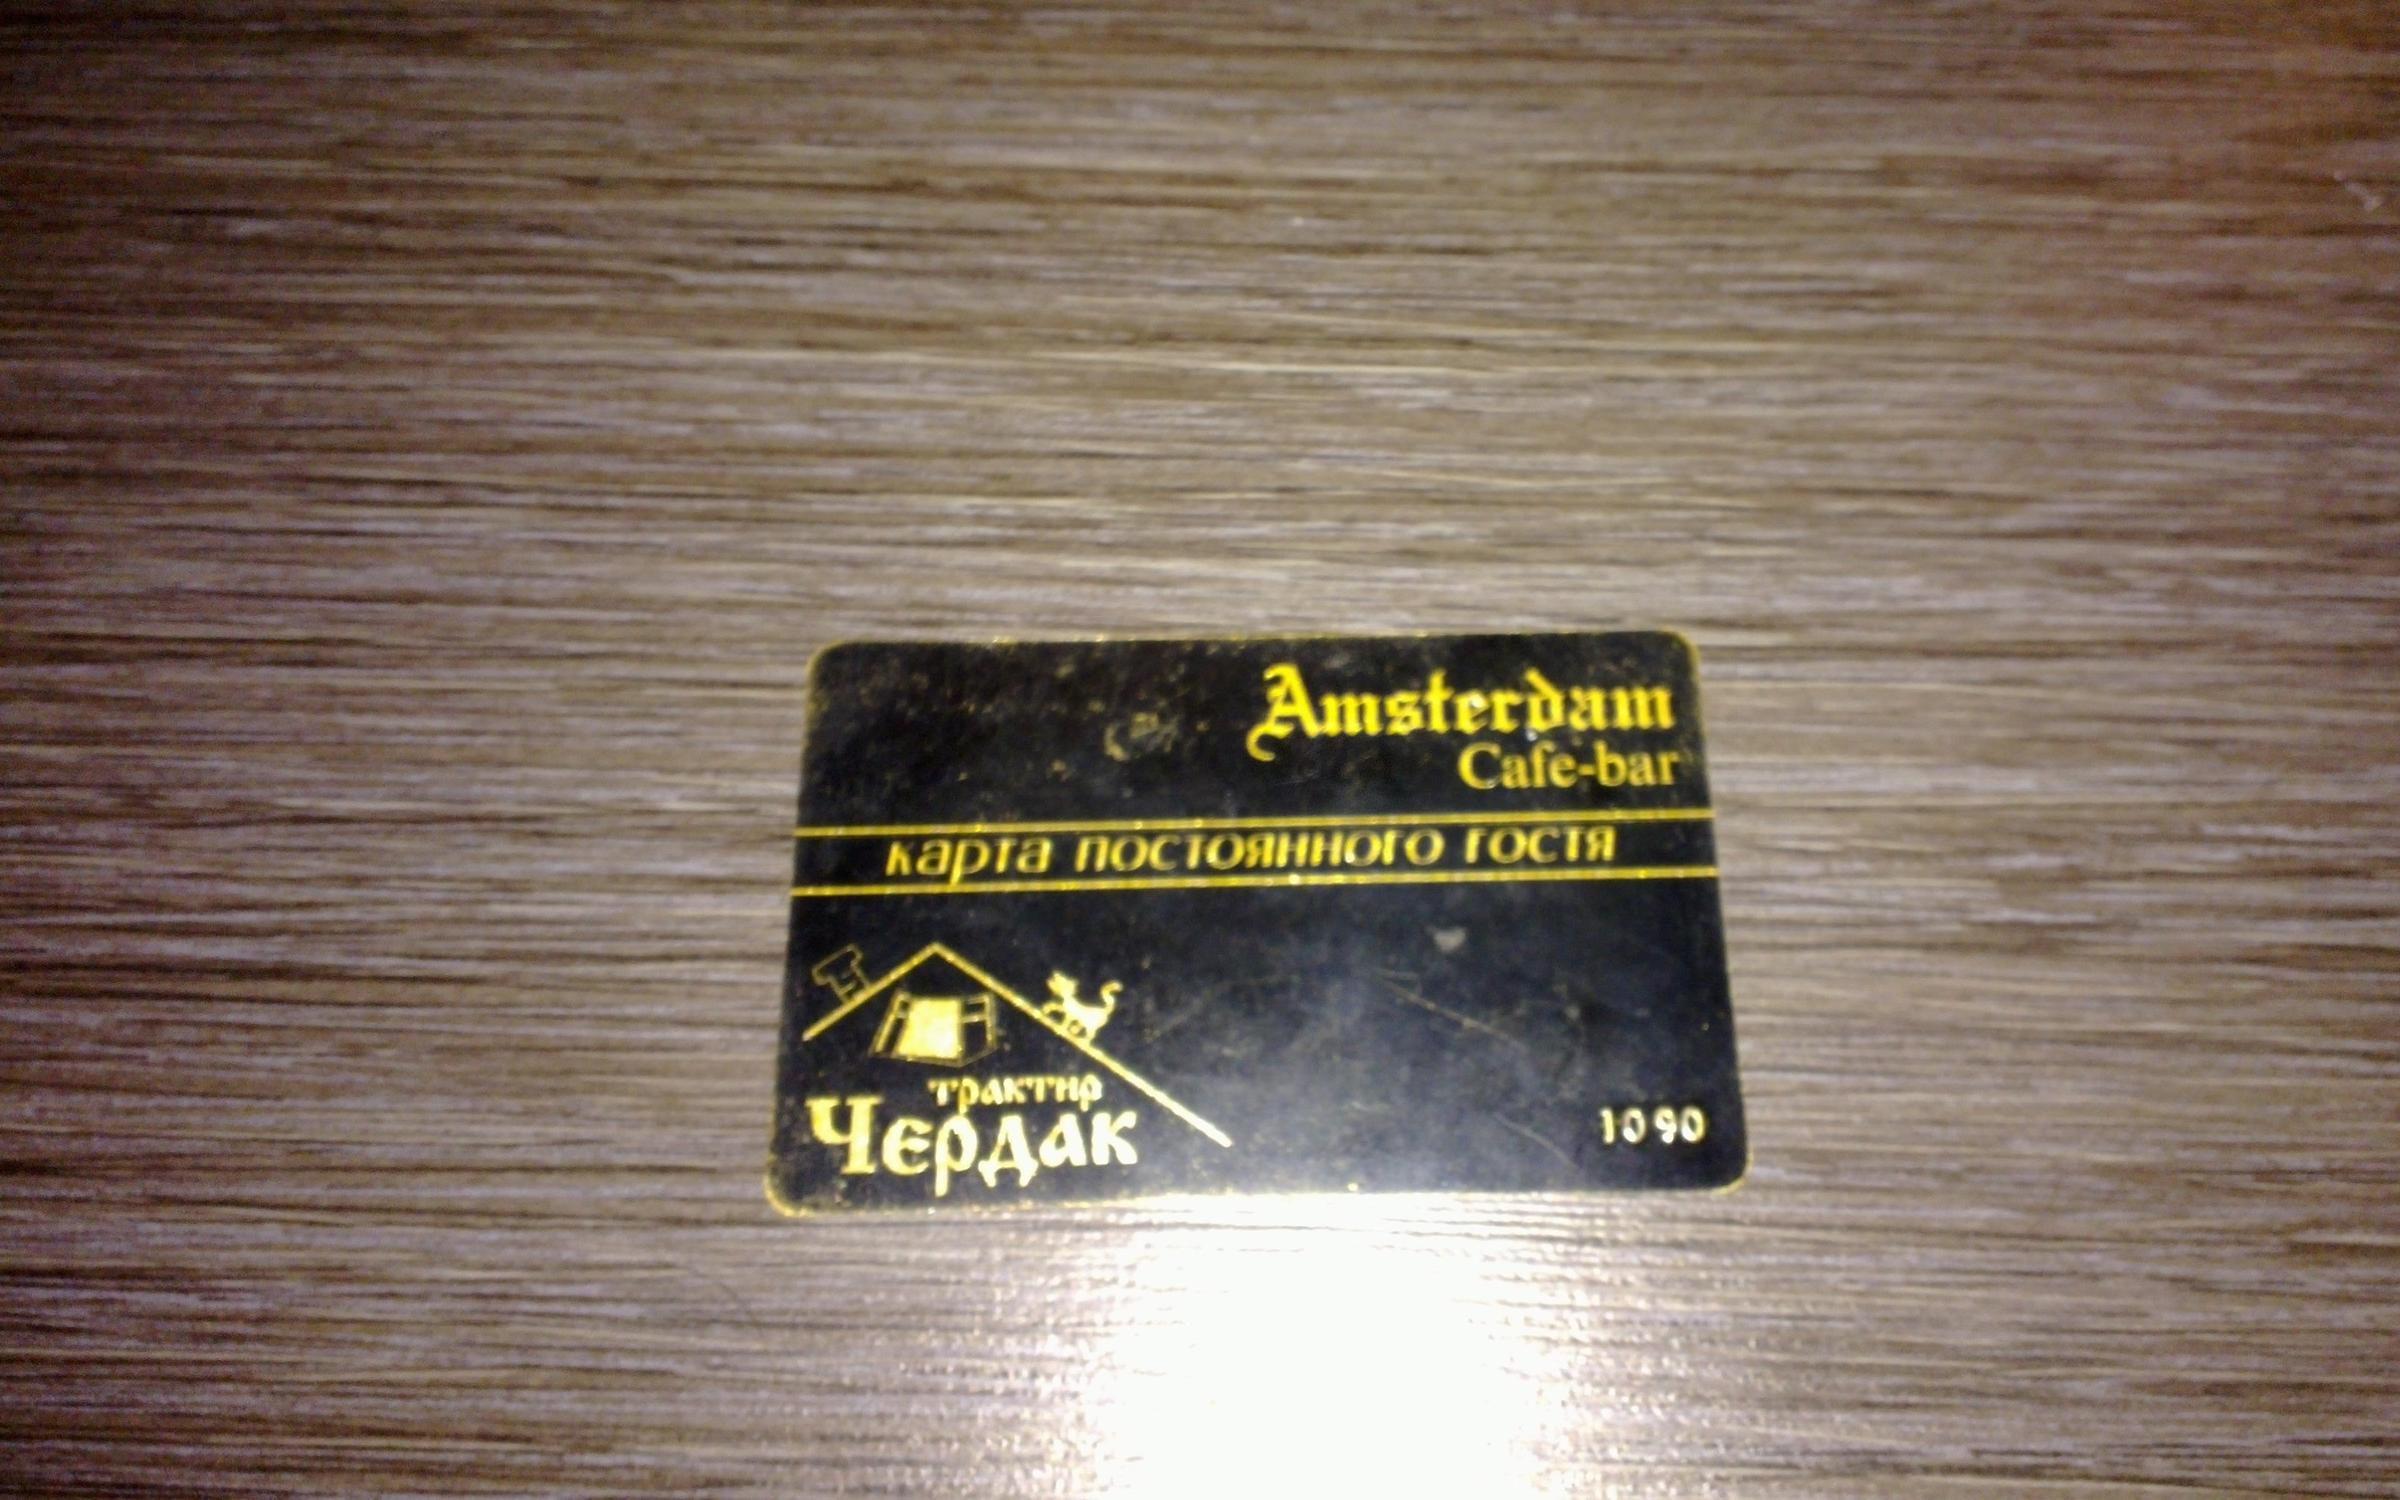 Amsterdam
Cafe-bar
карта постоянного гостя
трактир
Чердак
1090